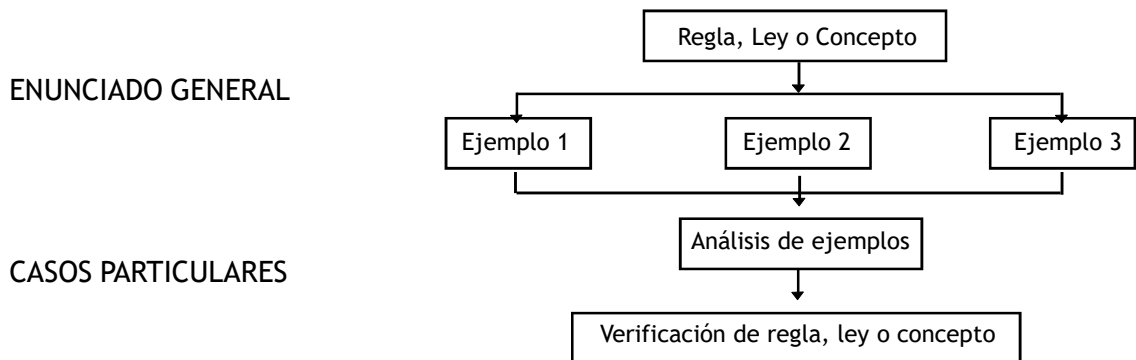 Regla, Ley o Concepto
ENUNCIADO GENERAL
Ejemplo 1
Ejemplo 2
Ejemplo 3
Análisis de ejemplos
CASOS PARTICULARES
Verificación de regla, ley o concepto